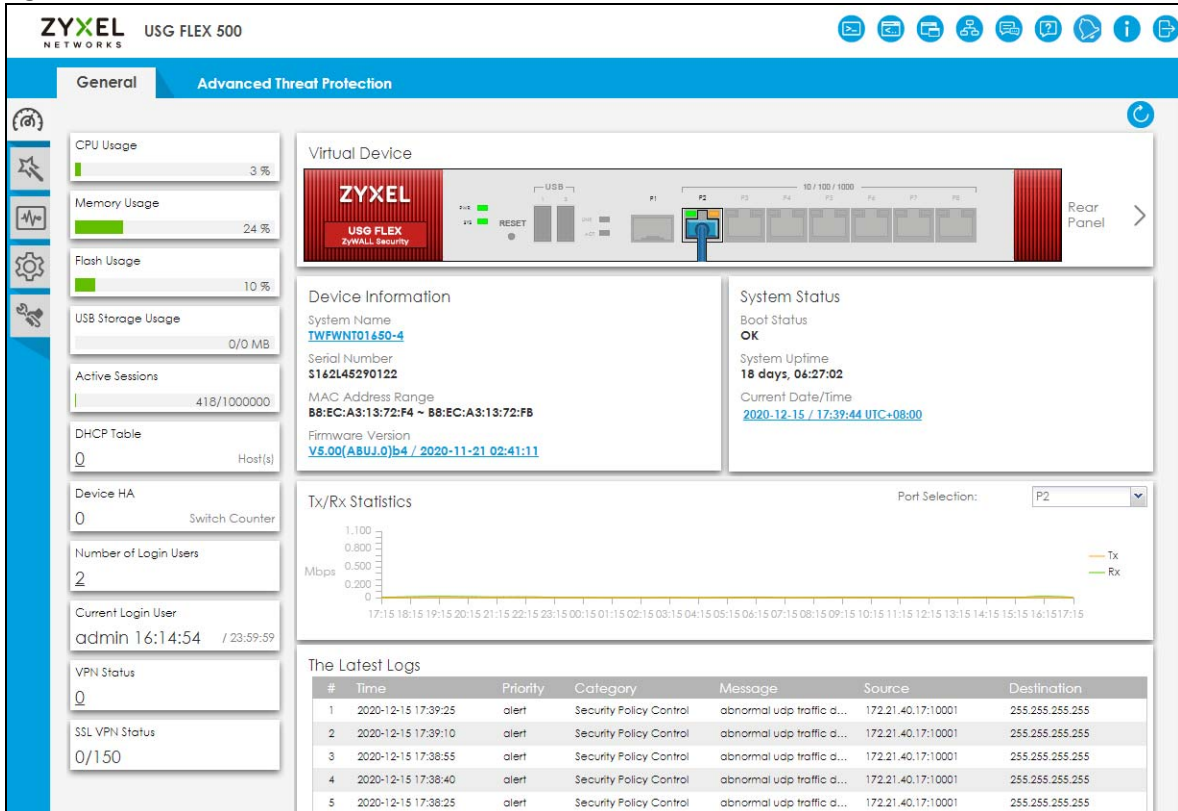 ZYXEL NETWORKS USG FLEX 500
General Advanced Threat Protection
CPU Usage
3 %
Memory Usage
24 %
Flash Usage
10 %
USB Storage Usage
0/0 MB
Active Sessions
418/1000000
DHCP Table
0 Host(s)
Device HA
0 Switch Counter
Number of Login Users
2
Current Login User
admin 16:14:54 / 23:59:59
VPN Status
0
SSL VPN Status
0/150
Virtual Device
ZYXEL
USG FLEX
ZyWALL Security
PWR
SYS
RESET
USB
1 2
P1 P2 P3 P4 P5 P6 P7 P8
10 / 100 / 1000
Rear Panel
Device Information
System Name
TWFWNT01650-4
Serial Number
S162L45290122
MAC Address Range
B8:EC:A3:13:72:F4 ~ B8:EC:A3:13:72:FB
Firmware Version
V5.00(ABUJ.0)b4 / 2020-11-21 02:41:11
System Status
Boot Status
OK
System Uptime
18 days, 06:27:02
Current Date/Time
2020-12-15 / 17:39:44 UTC+08:00
Tx/Rx Statistics
Port Selection: P2
1.100
0.800
Mbps 0.500
0.200
0
Tx
Rx
17:15 18:15 19:15 20:15 21:15 22:15 23:15 00:15 01:15 02:15 03:15 04:15 05:15 06:15 07:15 08:15 09:15 10:15 11:15 12:15 13:15 14:15 15:15 16:15 17:15
The Latest Logs
# Time Priority Category Message Source Destination
1 2020-12-15 17:39:25 alert Security Policy Control abnormal udp traffic d... 172.21.40.17:10001 255.255.255.255
2 2020-12-15 17:39:10 alert Security Policy Control abnormal udp traffic d... 172.21.40.17:10001 255.255.255.255
3 2020-12-15 17:38:55 alert Security Policy Control abnormal udp traffic d... 172.21.40.17:10001 255.255.255.255
4 2020-12-15 17:38:40 alert Security Policy Control abnormal udp traffic d... 172.21.40.17:10001 255.255.255.255
5 2020-12-15 17:38:25 alert Security Policy Control abnormal udp traffic d... 172.21.40.17:10001 255.255.255.255